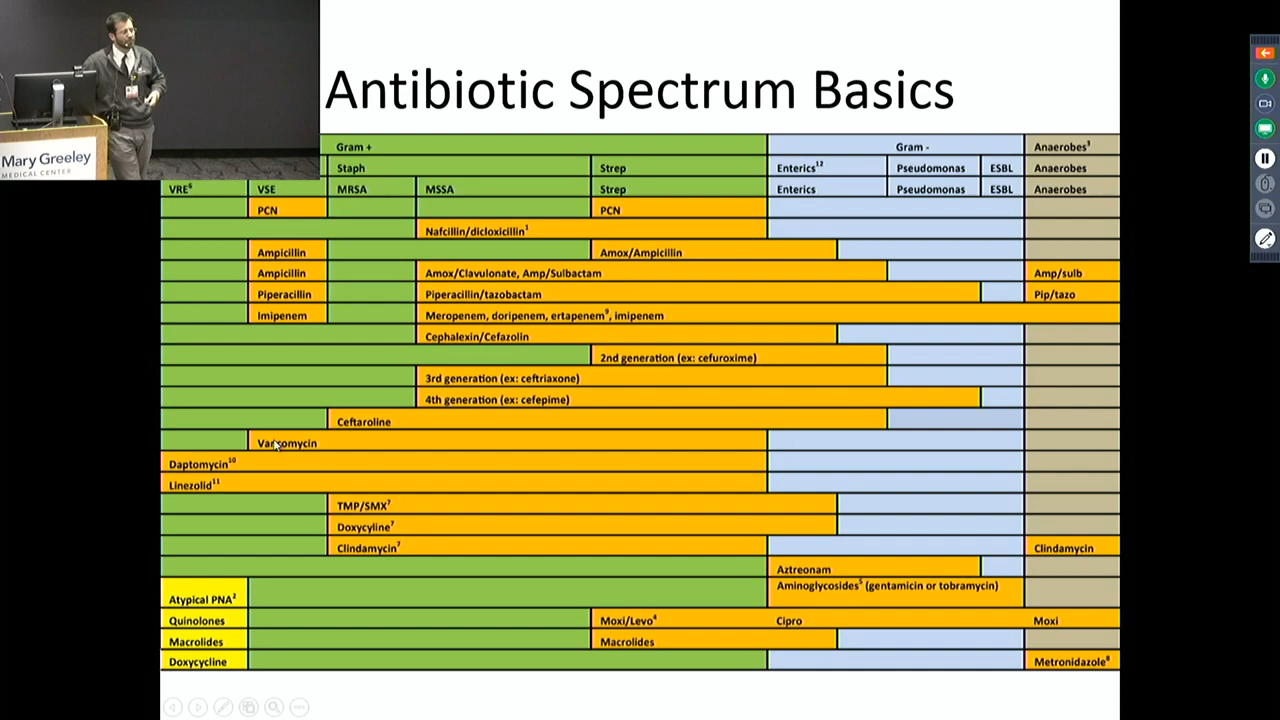 Antibiotic Spectrum Basics
Mary Greeley
MEDICAL CENTER
Gram + Gram - Anaerobes³
Staph Strep Enterics¹² Pseudomonas ESBL Anaerobes
VRE⁶ VSE MRSA MSSA Strep Enterics Pseudomonas ESBL Anaerobes
PCN PCN
Nafcillin/dicloxicillin¹
Ampicillin Amox/Ampicillin
Ampicillin Amox/Clavulonate, Amp/Sulbactam Amp/sulb
Piperacillin Piperacillin/tazobactam Pip/tazo
Imipenem Meropenem, doripenem, ertapenem⁹, imipenem
Cephalexin/Cefazolin
2nd generation (ex: cefuroxime)
3rd generation (ex: ceftriaxone)
4th generation (ex: cefepime)
Ceftaroline
Vancomycin
Daptomycin¹⁰
Linezolid¹¹
TMP/SMX⁷
Doxycyline⁷
Clindamycin⁷ Clindamycin
Aztreonam
Atypical PNA² Aminoglycosides⁵ (gentamicin or tobramycin)
Quinolones Moxi/Levo⁴ Cipro Moxi
Macrolides Macrolides
Doxycycline Metronidazole⁸